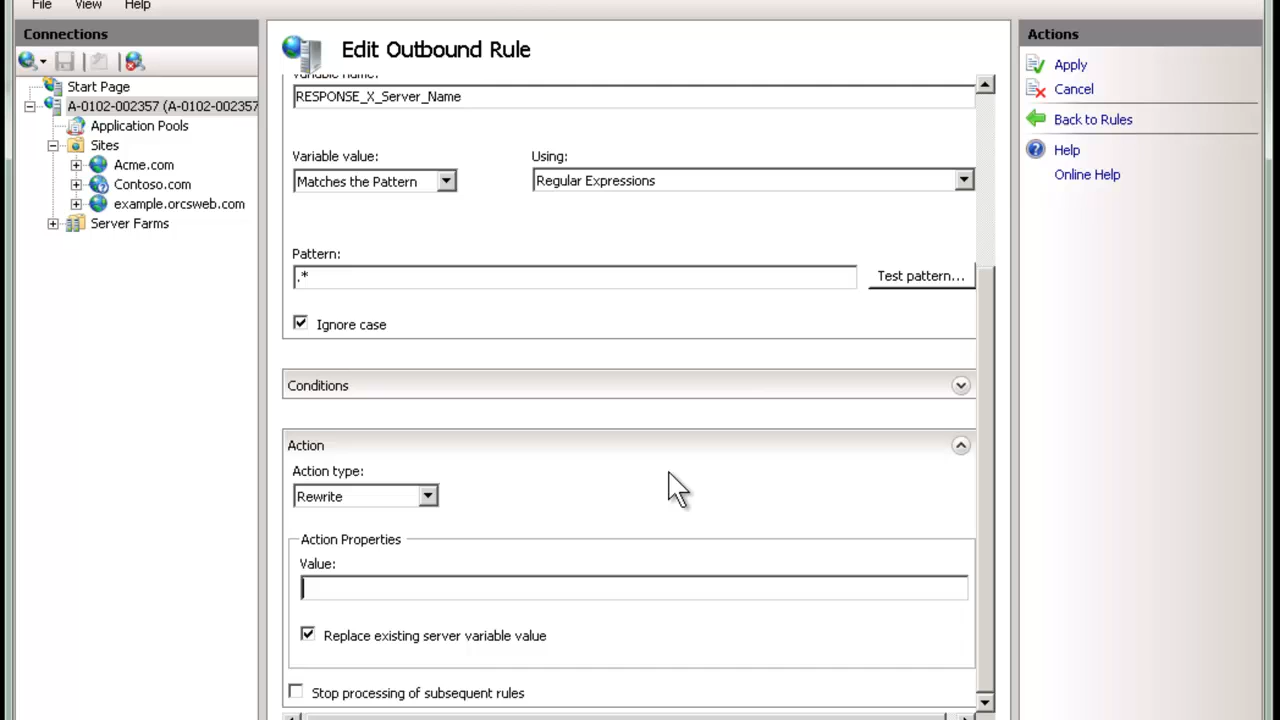 File View Help
Connections
Start Page
A-0102-002357 (A-0102-002357
Application Pools
Sites
Acme.com
Contoso.com
example.orcsweb.com
Server Farms
Edit Outbound Rule
Variable name:
RESPONSE_X_Server_Name
Variable value: Using:
Matches the Pattern Regular Expressions
Pattern:
.* Test pattern...
Ignore case
Conditions
Action
Action type:
Rewrite
Action Properties
Value:
Replace existing server variable value
Stop processing of subsequent rules
Actions
Apply
Cancel
Back to Rules
Help
Online Help